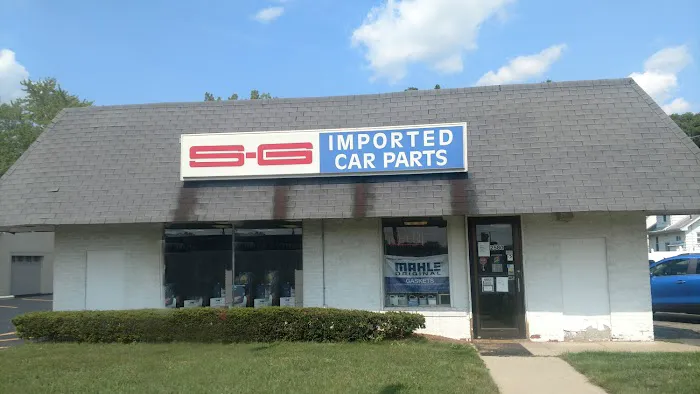 S-G
IMPORTED
CAR PARTS
MAHLE
ORIGINAL
GASKETS